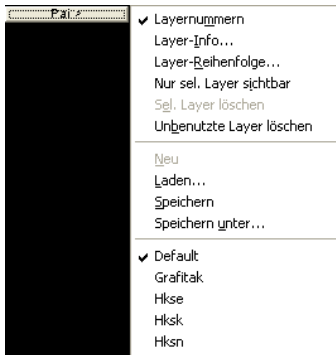 Layernummern
Layer-Info...
Layer-Reihenfolge...
Nur sel. Layer sichtbar
Sel. Layer löschen
Unbenutzte Layer löschen
Neu
Laden...
Speichern
Speichern unter...
Default
Grafitak
Hkse
Hksk
Hksn